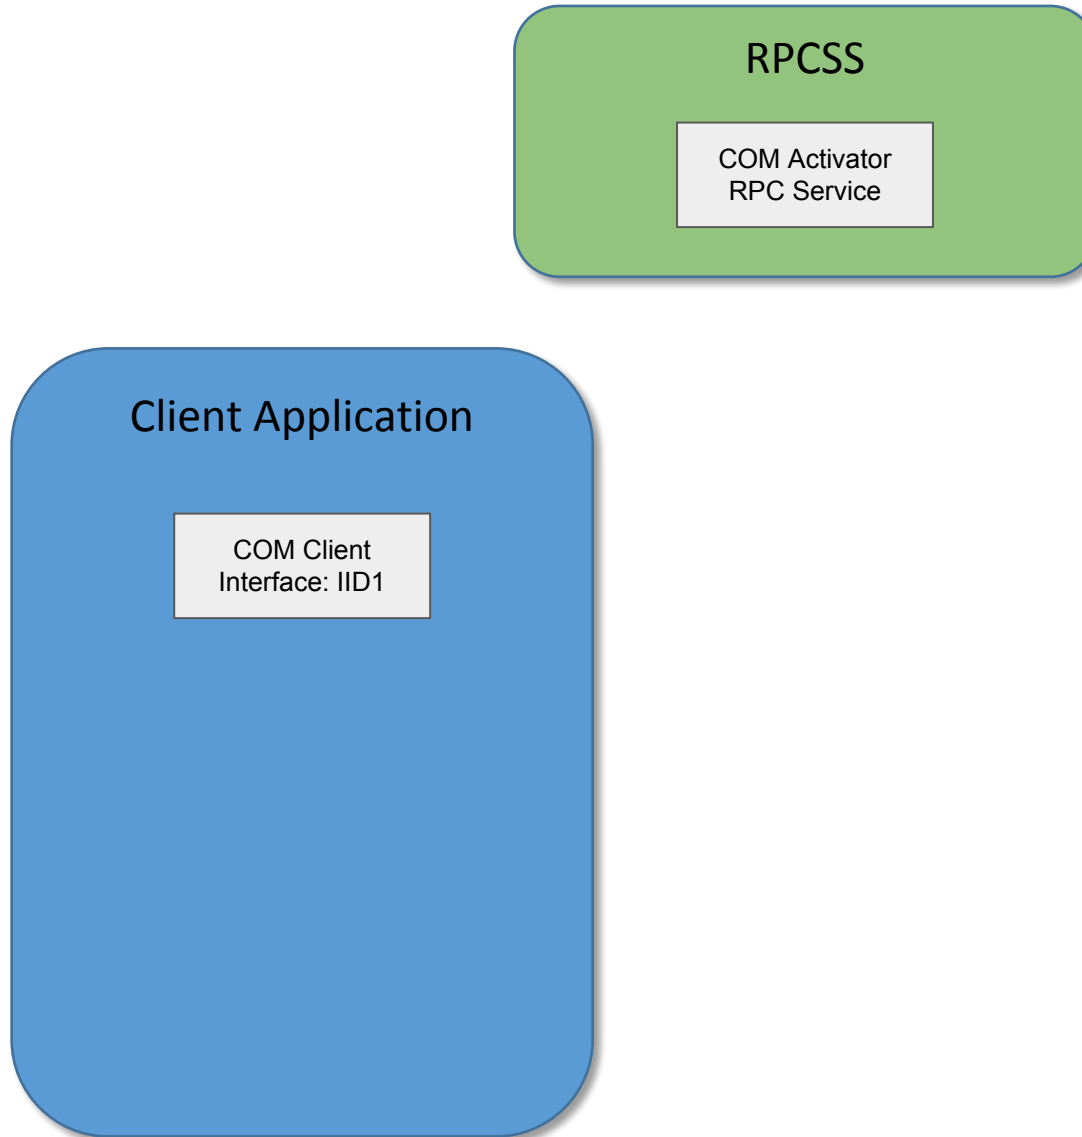 RPCSS
COM Activator
RPC Service
Client Application
COM Client
Interface: IID1